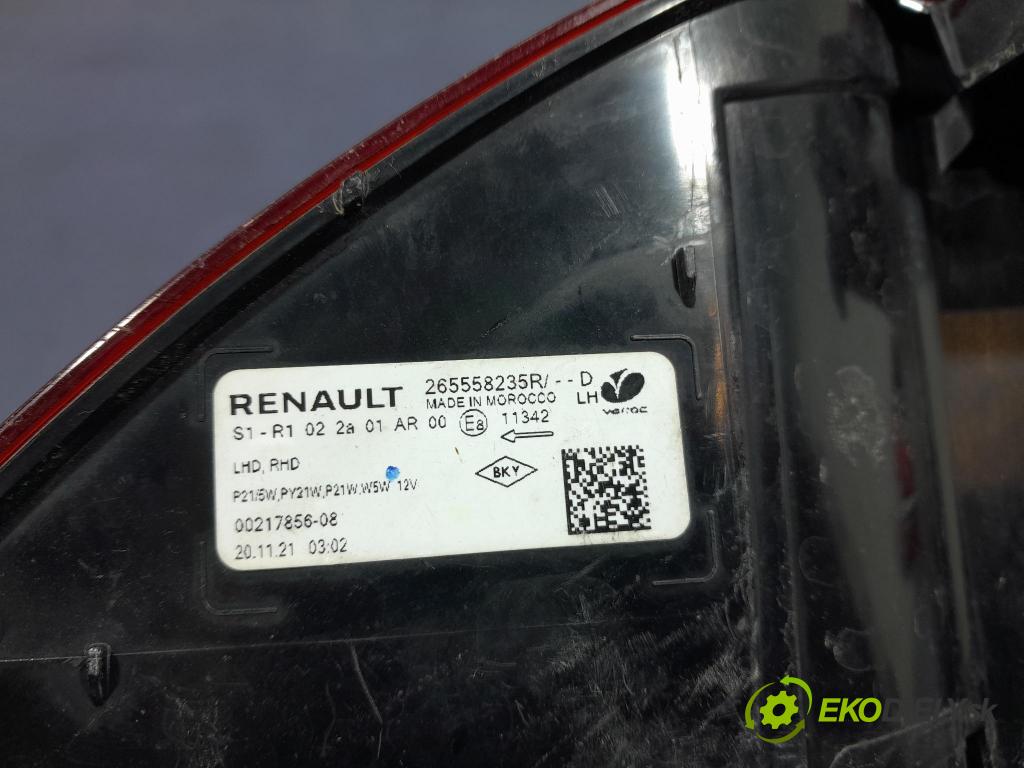 RENAULT 265558235R/--D
MADE IN MOROCCO LH
varroc
S1-R1 02 2a 01 AR 00 E8 11342
LHD, RHD
BKY
P21/5W,PY21W,P21W,W5W 12V
00217856-08
20.11.21 03:02